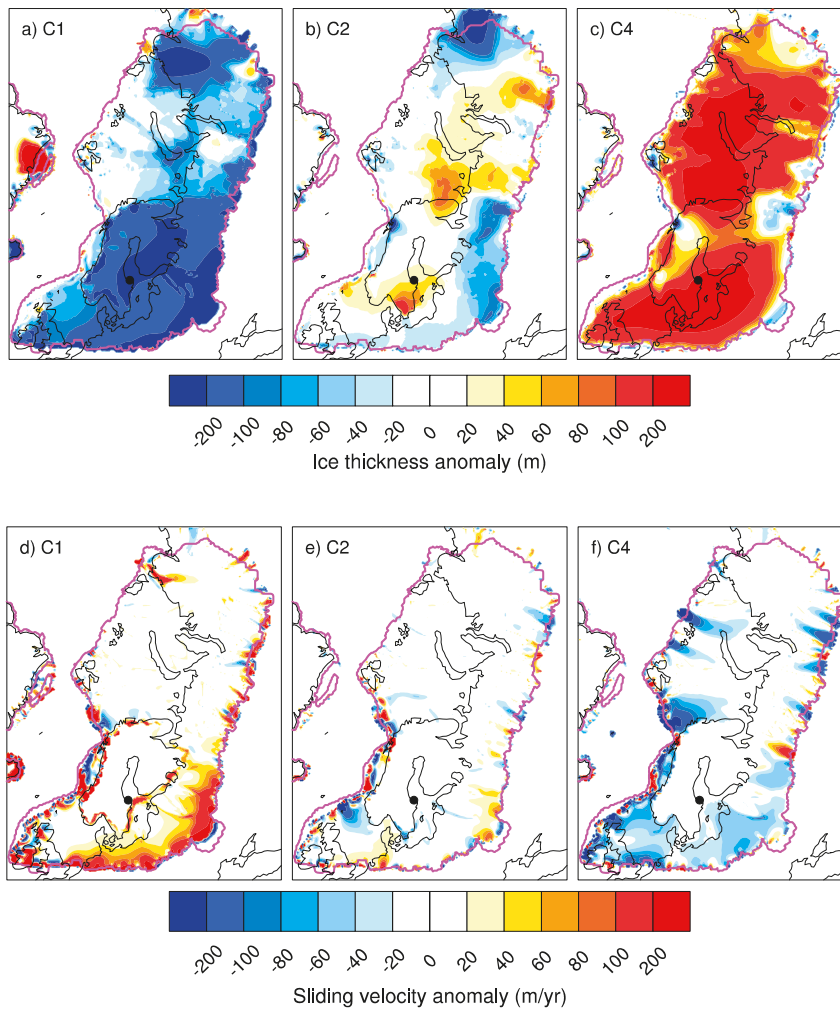 a) C1
b) C2
c) C4
-200 -100 -80 -60 -40 -20 0 20 40 60 80 100 200
Ice thickness anomaly (m)
d) C1
e) C2
f) C4
-200 -100 -80 -60 -40 -20 0 20 40 60 80 100 200
Sliding velocity anomaly (m/yr)